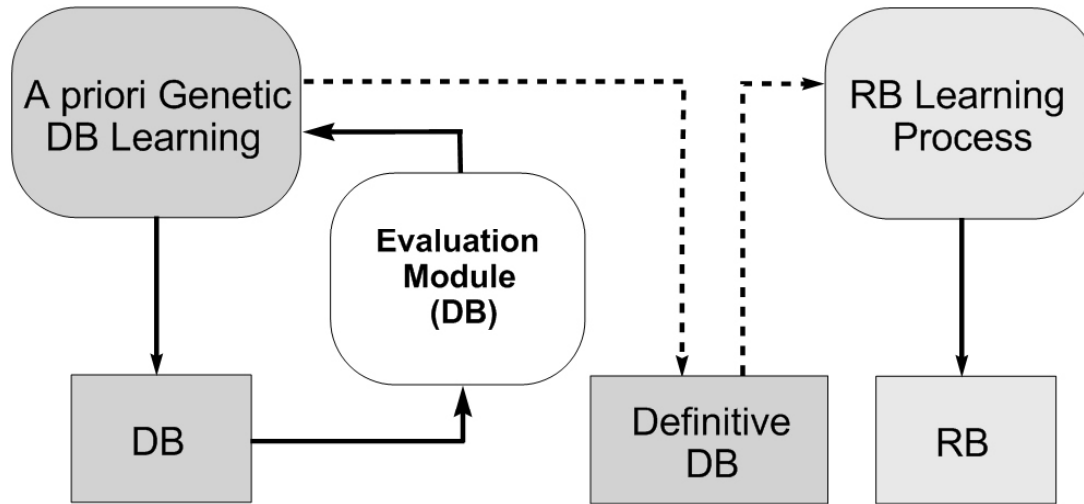 A priori Genetic
DB Learning
RB Learning
Process
Evaluation
Module
(DB)
DB
Definitive
DB
RB